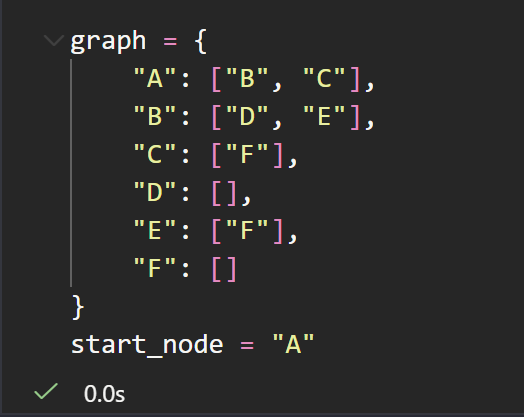 graph = {
    "A": ["B", "C"],
    "B": ["D", "E"],
    "C": ["F"],
    "D": [],
    "E": ["F"],
    "F": []
}
start_node = "A"
0.0s